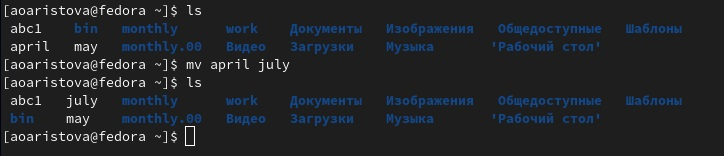 [aoaristova@fedora ~]$ ls
abc1 bin monthly work Документы Изображения Общедоступные Шаблоны
april may monthly.00 Видео Загрузки Музыка 'Рабочий стол'
[aoaristova@fedora ~]$ mv april july
[aoaristova@fedora ~]$ ls
abc1 july monthly work Документы Изображения Общедоступные Шаблоны
bin may monthly.00 Видео Загрузки Музыка 'Рабочий стол'
[aoaristova@fedora ~]$